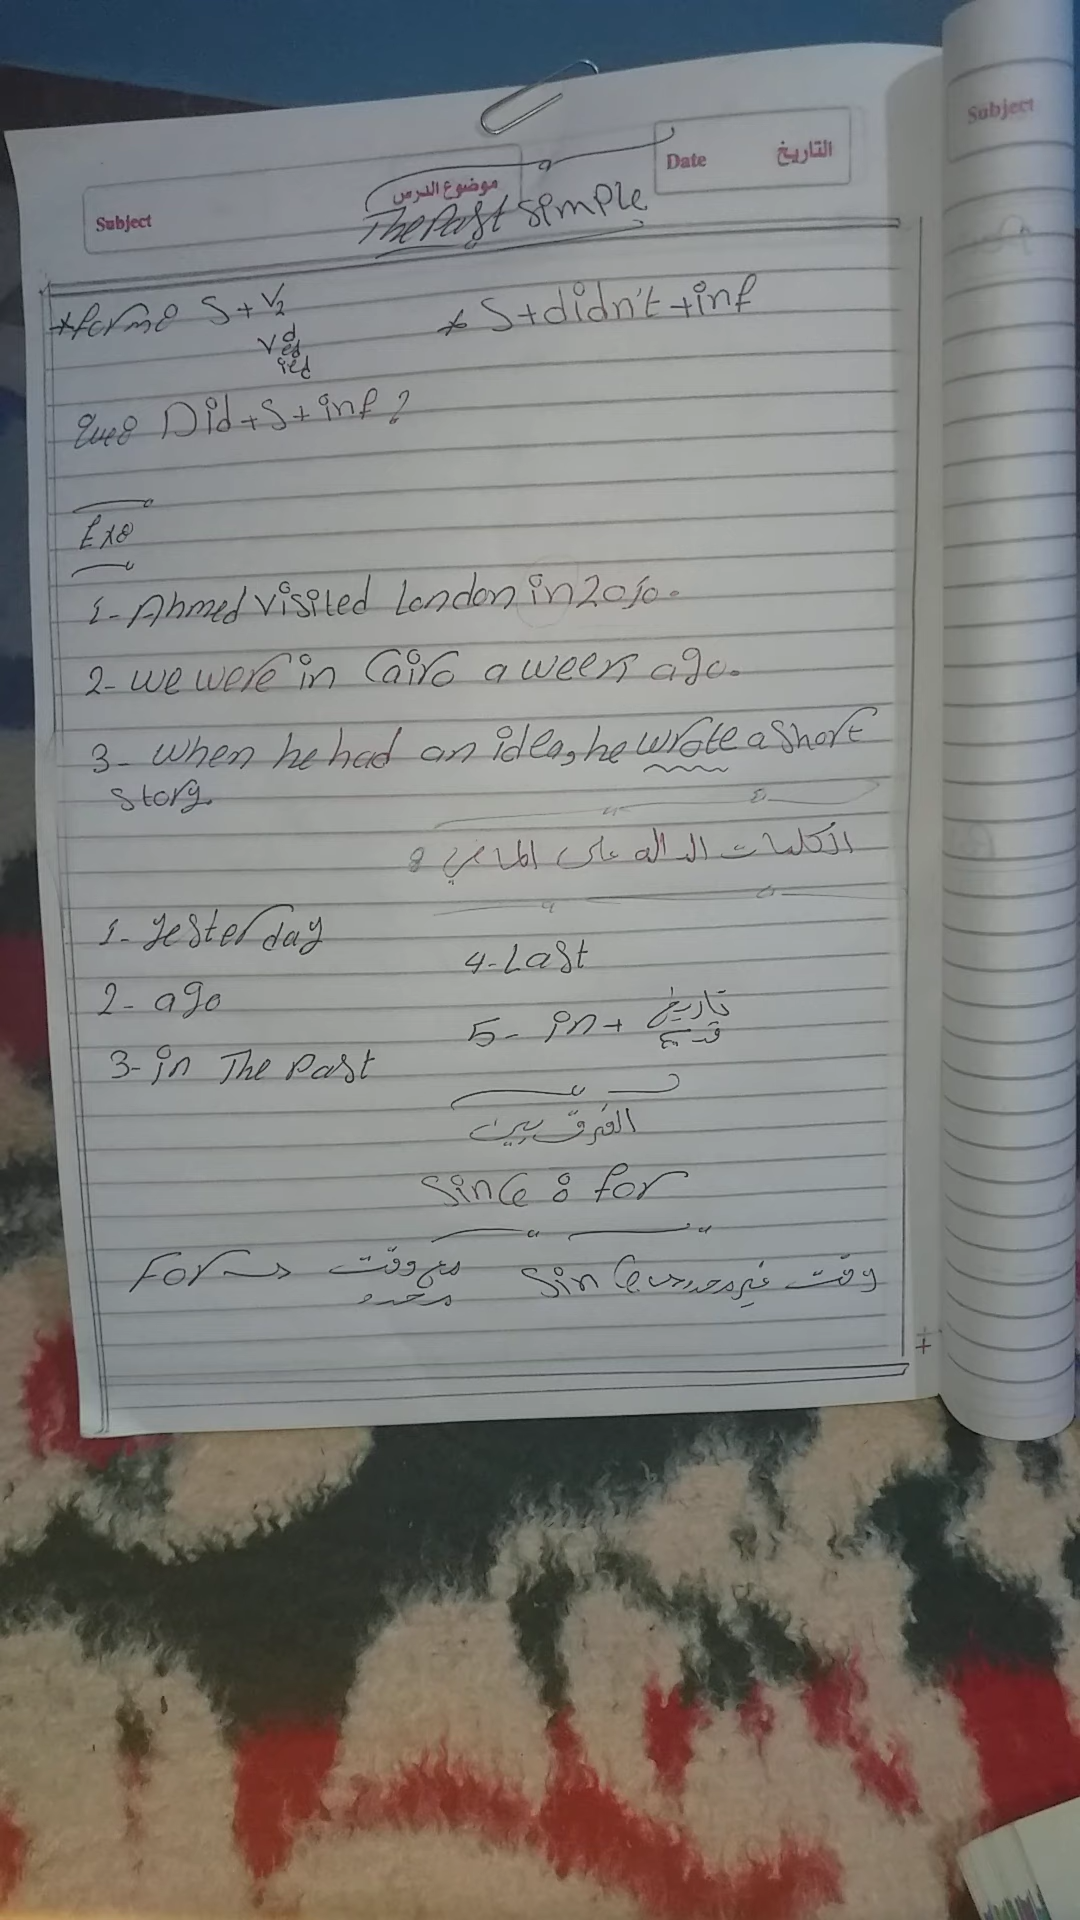 Subject
موضوع الدرس
Date التاريخ
Subject
The Past Simple
*form: S + V2
V d
ed
ied
* S + didn't + inf
Que: Did + S + inf?
Ex:
1- Ahmed visited London in 2010.
2- we were in Cairo a week ago.
3- when he had an idea, he wrote a short
story.
الكلمات الداله على الماضي :
1- yesterday
4- Last
2- ago
5- in + تاريخ
قديم
3- in The Past
الفرق بين
Since : for
For → مع وقت
محدد
Since → وقت غير محدد